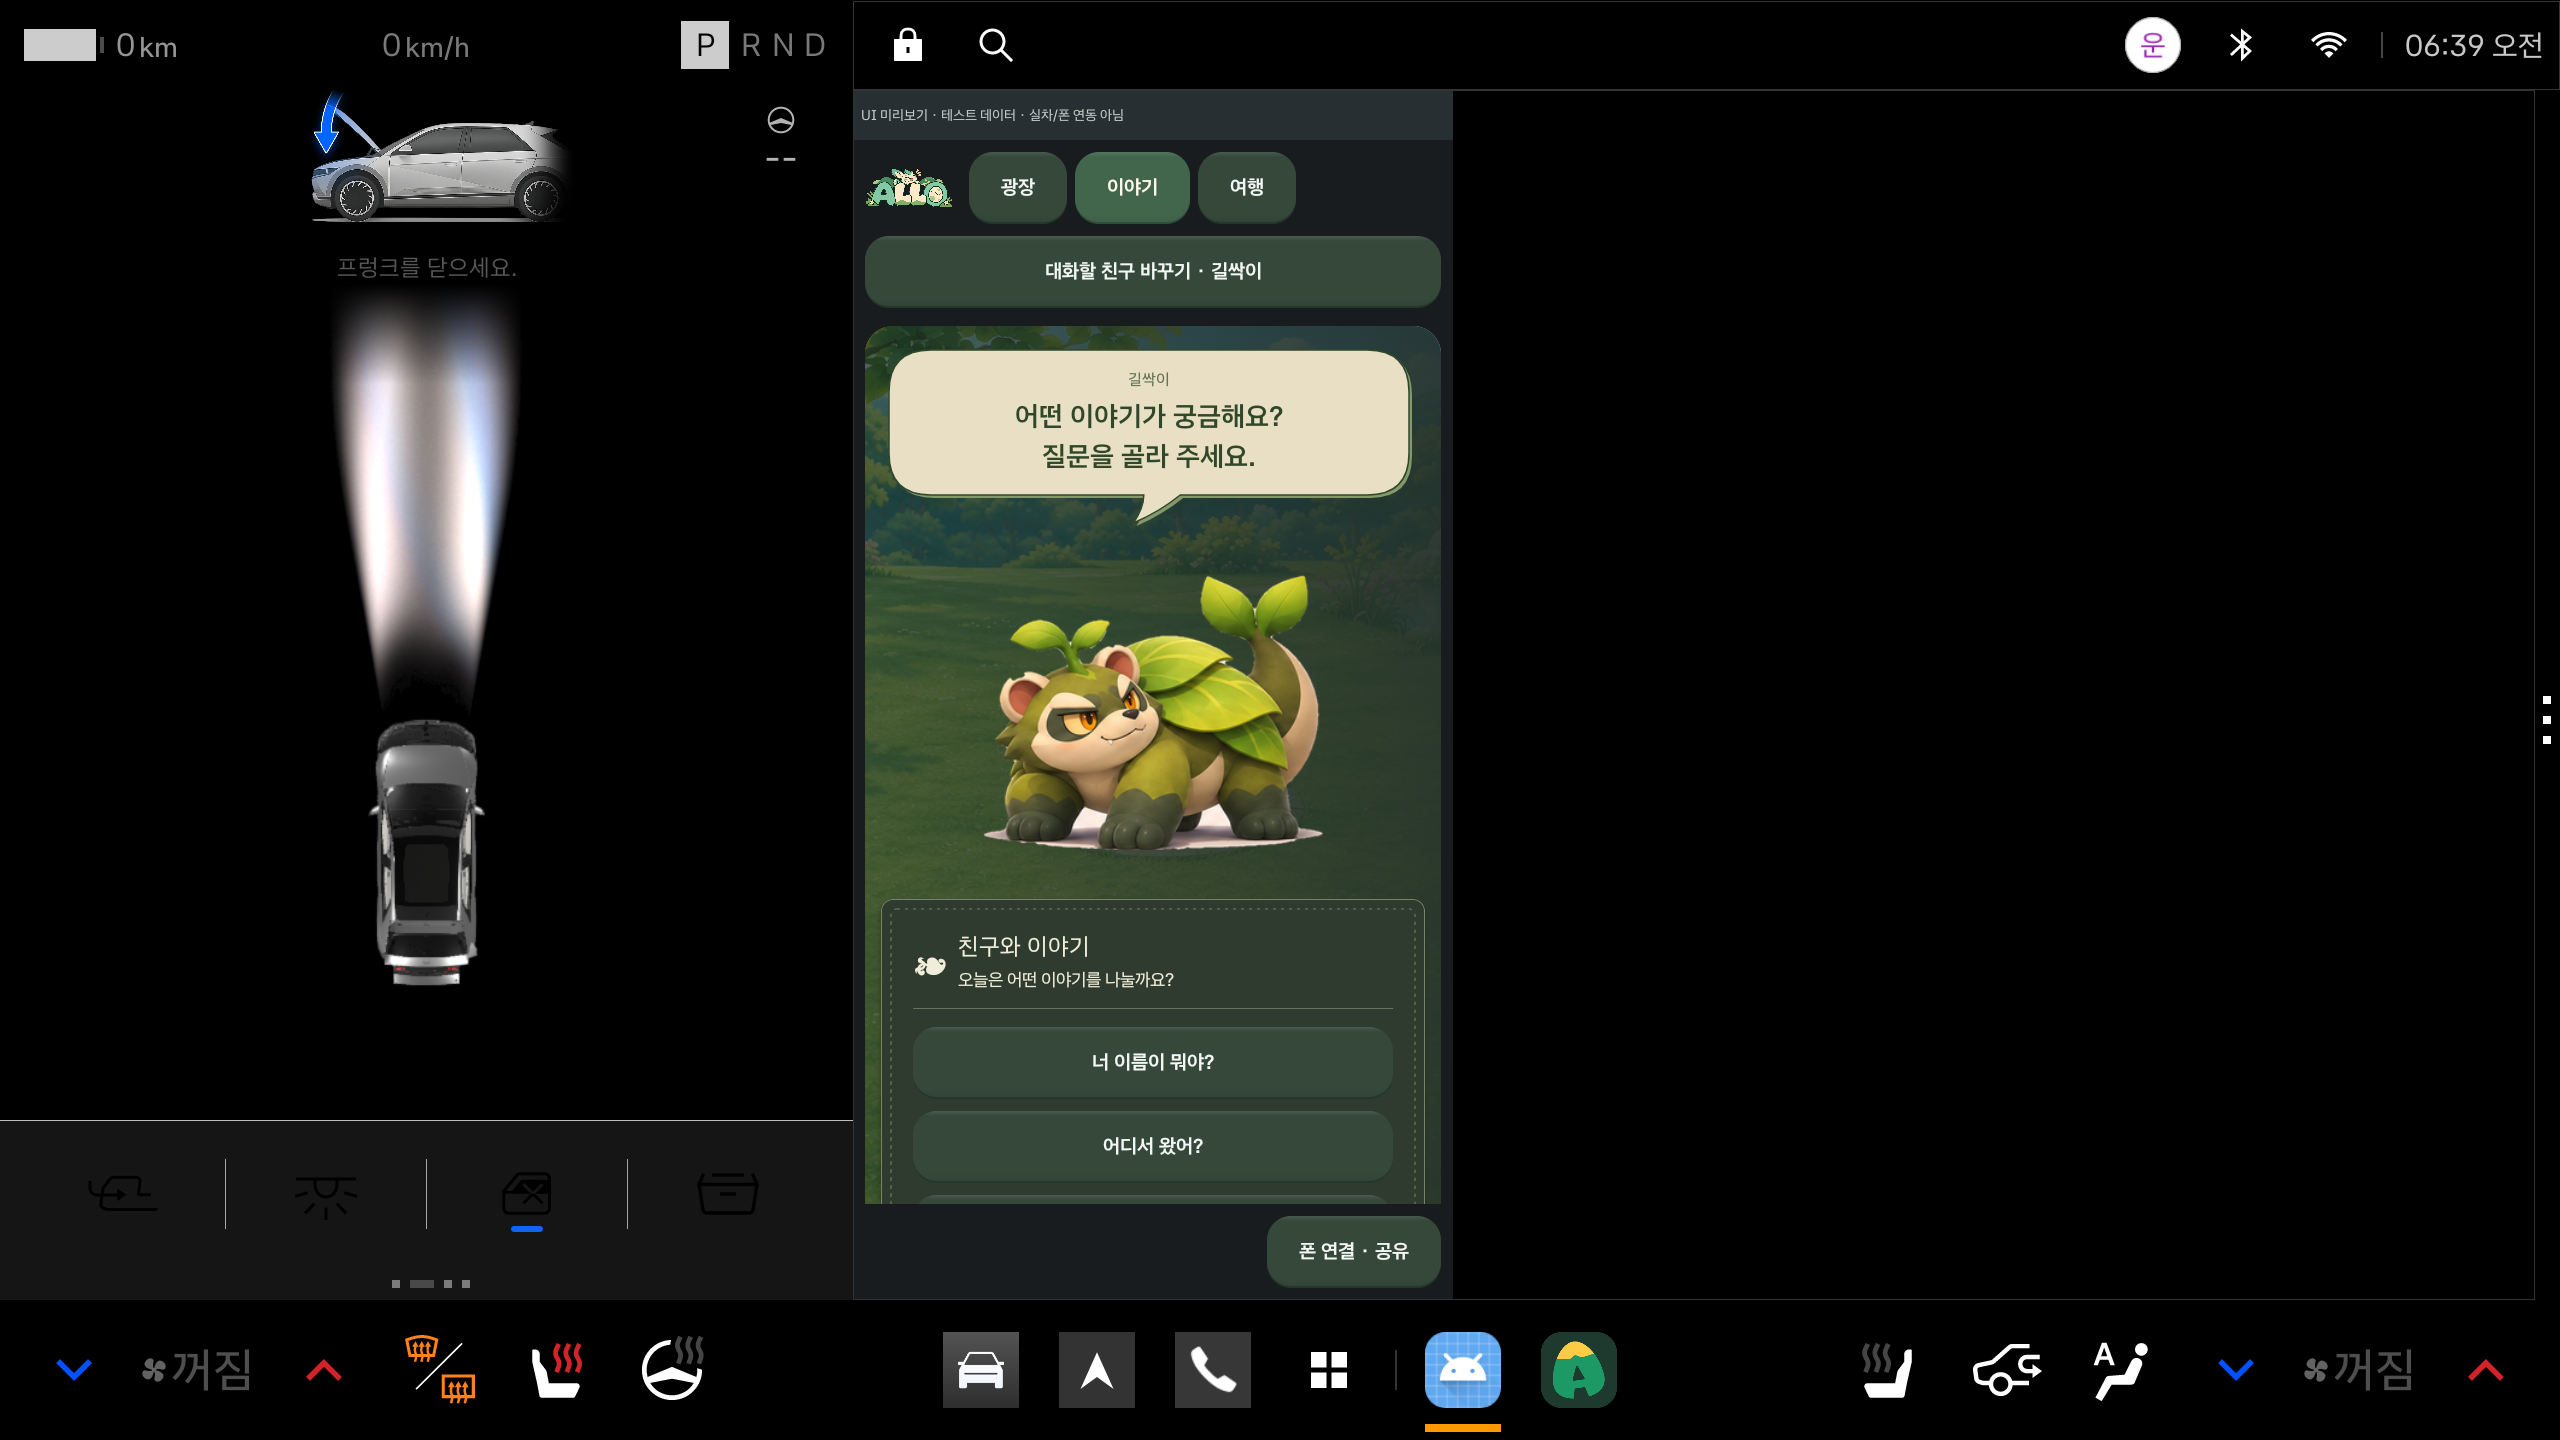 0km
0km/h
P R N D
프렁크를 닫으세요.
--
운
06:39 오전
UI 미리보기 · 테스트 데이터 · 실차/폰 연동 아님
ALLO
광장
이야기
여행
대화할 친구 바꾸기 · 길싹이
길싹이
어떤 이야기가 궁금해요?
질문을 골라 주세요.
친구와 이야기
오늘은 어떤 이야기를 나눌까요?
너 이름이 뭐야?
어디서 왔어?
폰 연결 · 공유
꺼짐
A
A
꺼짐